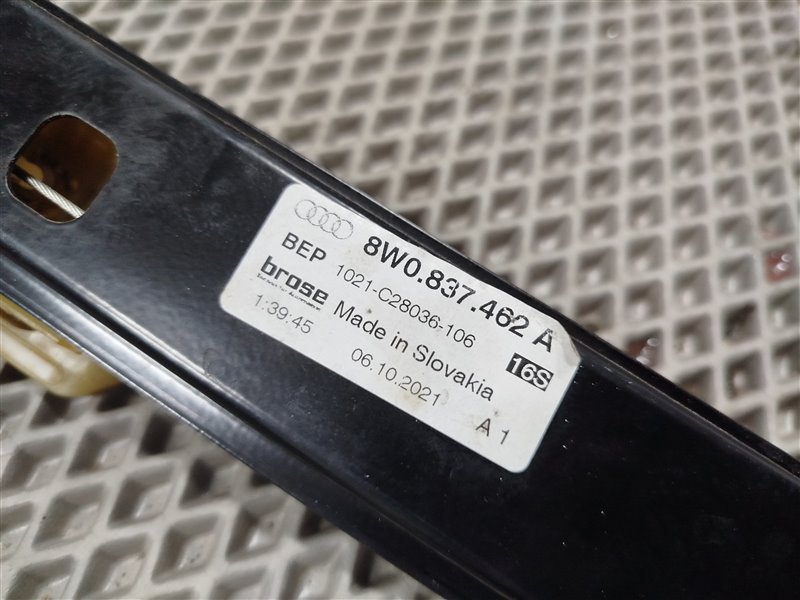 8W0.837.462 A
BEP 1021-C28036-106
brose
1:39:45 Made in Slovakia 16S
06.10.2021 A 1